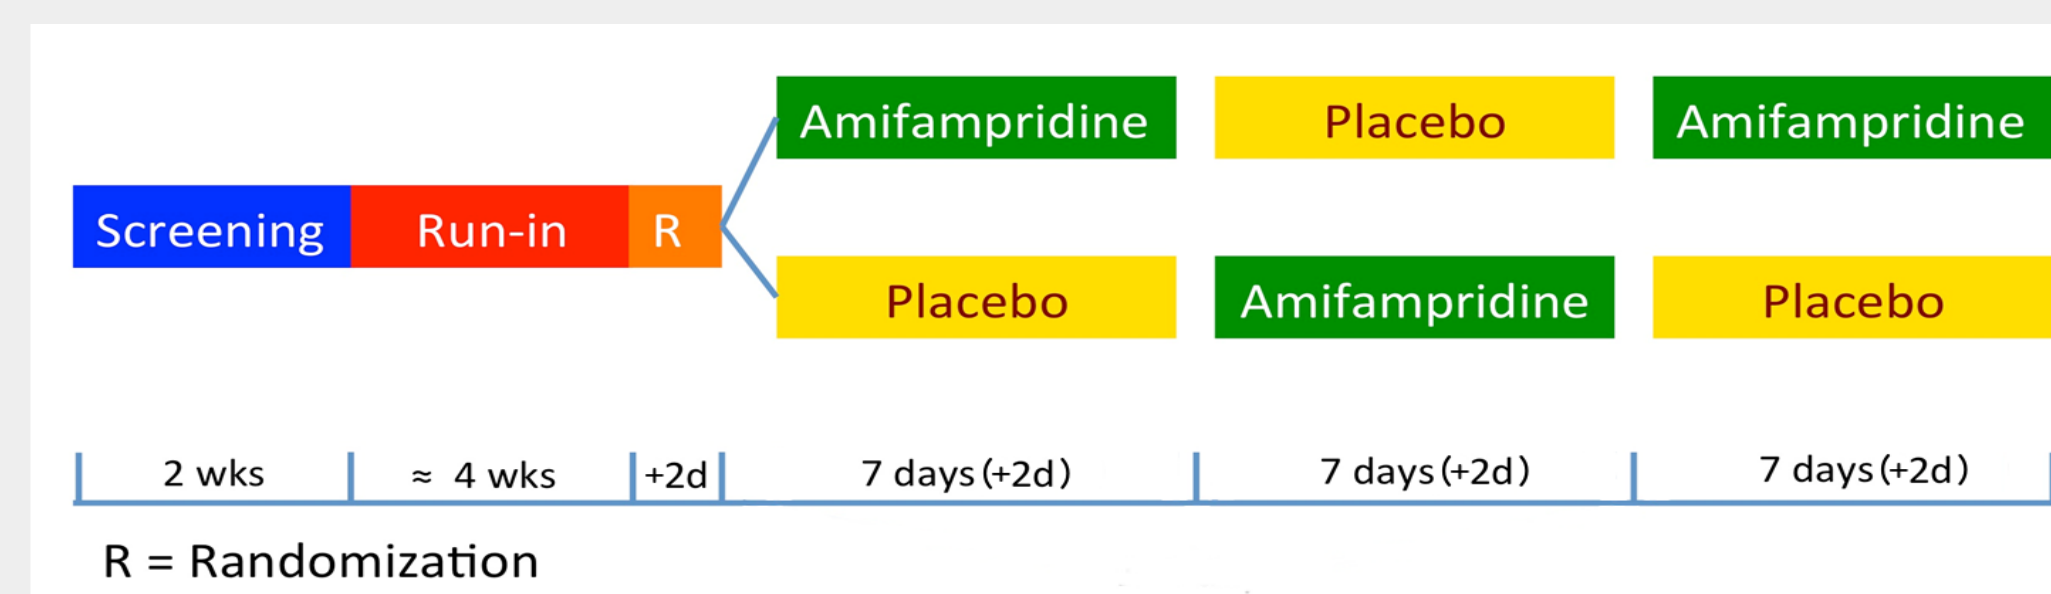 Amifampridine Placebo Amifampridine
Screening Run-in R
Placebo Amifampridine Placebo
2 wks ≈ 4 wks +2d 7 days (+2d) 7 days (+2d) 7 days (+2d)
R = Randomization